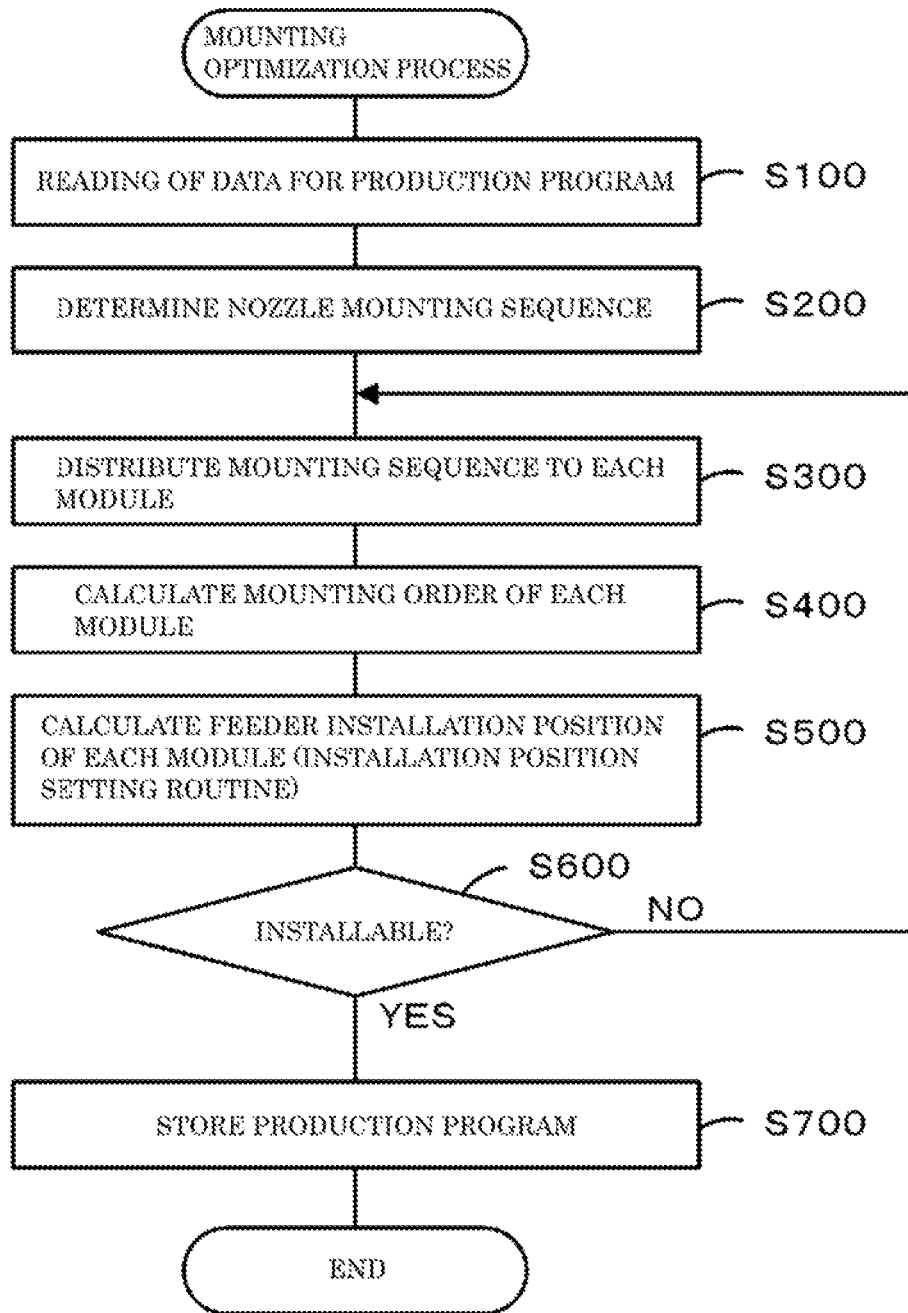 MOUNTING
OPTIMIZATION PROCESS
READING OF DATA FOR PRODUCTION PROGRAM
S100
DETERMINE NOZZLE MOUNTING SEQUENCE
S200
DISTRIBUTE MOUNTING SEQUENCE TO EACH
MODULE
S300
CALCULATE MOUNTING ORDER OF EACH
MODULE
S400
CALCULATE FEEDER INSTALLATION POSITION
OF EACH MODULE (INSTALLATION POSITION
SETTING ROUTINE)
S500
S600
INSTALLABLE?
NO
YES
STORE PRODUCTION PROGRAM
S700
END